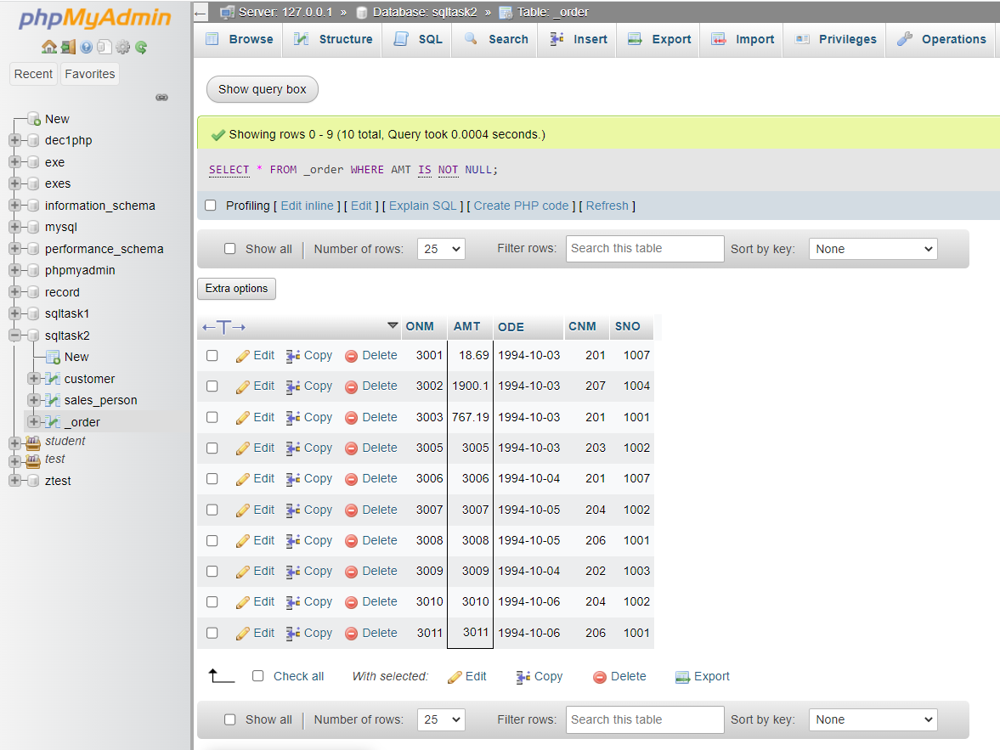 phpMyAdmin
Recent Favorites
New
dec1php
exe
exes
information_schema
mysql
performance_schema
phpmyadmin
record
sqltask1
sqltask2
New
customer
sales_person
_order
student
test
ztest
Server: 127.0.0.1 » Database: sqltask2 » Table: _order
Browse Structure SQL Search Insert Export Import Privileges Operations
Show query box
Showing rows 0 - 9 (10 total, Query took 0.0004 seconds.)
SELECT * FROM _order WHERE AMT IS NOT NULL;
Profiling [ Edit inline ] [ Edit ] [ Explain SQL ] [ Create PHP code ] [ Refresh ]
Show all Number of rows: 25 Filter rows: Search this table Sort by key: None
Extra options
←T→ ONM AMT ODE CNM SNO
Edit Copy Delete 3001 18.69 1994-10-03 201 1007
Edit Copy Delete 3002 1900.1 1994-10-03 207 1004
Edit Copy Delete 3003 767.19 1994-10-03 201 1001
Edit Copy Delete 3005 3005 1994-10-03 203 1002
Edit Copy Delete 3006 3006 1994-10-04 201 1007
Edit Copy Delete 3007 3007 1994-10-05 204 1002
Edit Copy Delete 3008 3008 1994-10-05 206 1001
Edit Copy Delete 3009 3009 1994-10-04 202 1003
Edit Copy Delete 3010 3010 1994-10-06 204 1002
Edit Copy Delete 3011 3011 1994-10-06 206 1001
Check all With selected: Edit Copy Delete Export
Show all Number of rows: 25 Filter rows: Search this table Sort by key: None